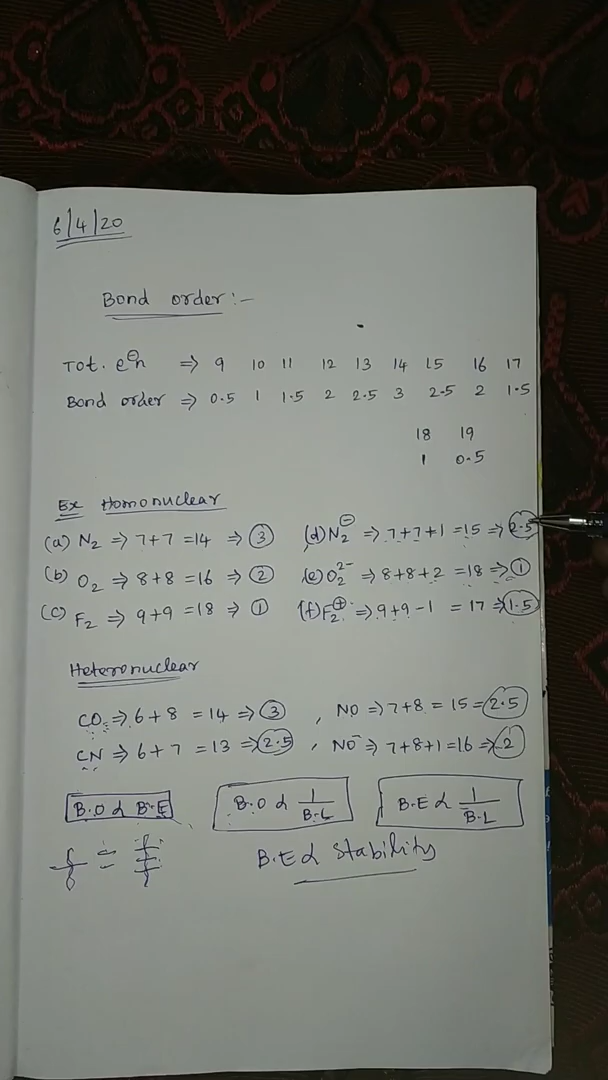 6/4/20
Bond order:-
Tot. e⊖n ⇒ 9 10 11 12 13 14 15 16 17
Bond order ⇒ 0.5 1 1.5 2 2.5 3 2.5 2 1.5
18 19
1 0.5
Ex Homonuclear
(a) N₂ ⇒ 7+7 = 14 ⇒ 3 (d) N₂⊖ ⇒ 7+7+1 = 15 ⇒ 2.5
(b) O₂ ⇒ 8+8 = 16 ⇒ 2 (e) O₂²⁻ ⇒ 8+8+2 = 18 ⇒ 1
(c) F₂ ⇒ 9+9 = 18 ⇒ 1 (f) F₂⊕ ⇒ 9+9-1 = 17 ⇒ 1.5
Heteronuclear
CO ⇒ 6+8 = 14 ⇒ 3 , NO ⇒ 7+8 = 15 = 2.5
CN ⇒ 6+7 = 13 ⇒ 2.5 , NO⁻ ⇒ 7+8+1 = 16 ⇒ 2
B.O α B.E B.O α 1/B.L B.E α 1/B.L
B.E α Stability